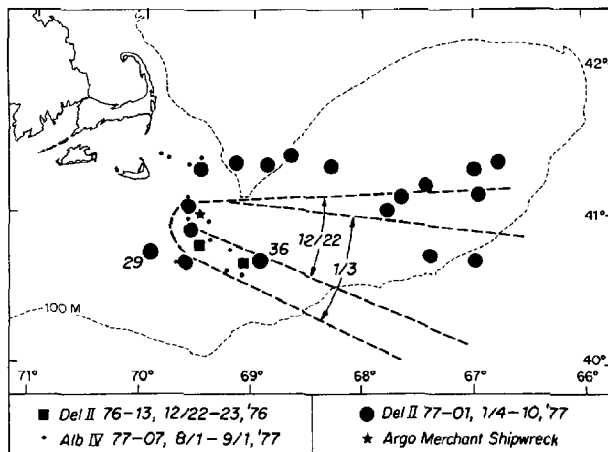 42°
41°
12/22
36
1/3
29
100 M
40°
71° 70° 69° 68° 67° 66°
■ Del II 76-13, 12/22-23,'76
● Del II 77-01, 1/4-10,'77
• Alb IV 77-07, 8/1-9/1,'77
★ Argo Merchant Shipwreck